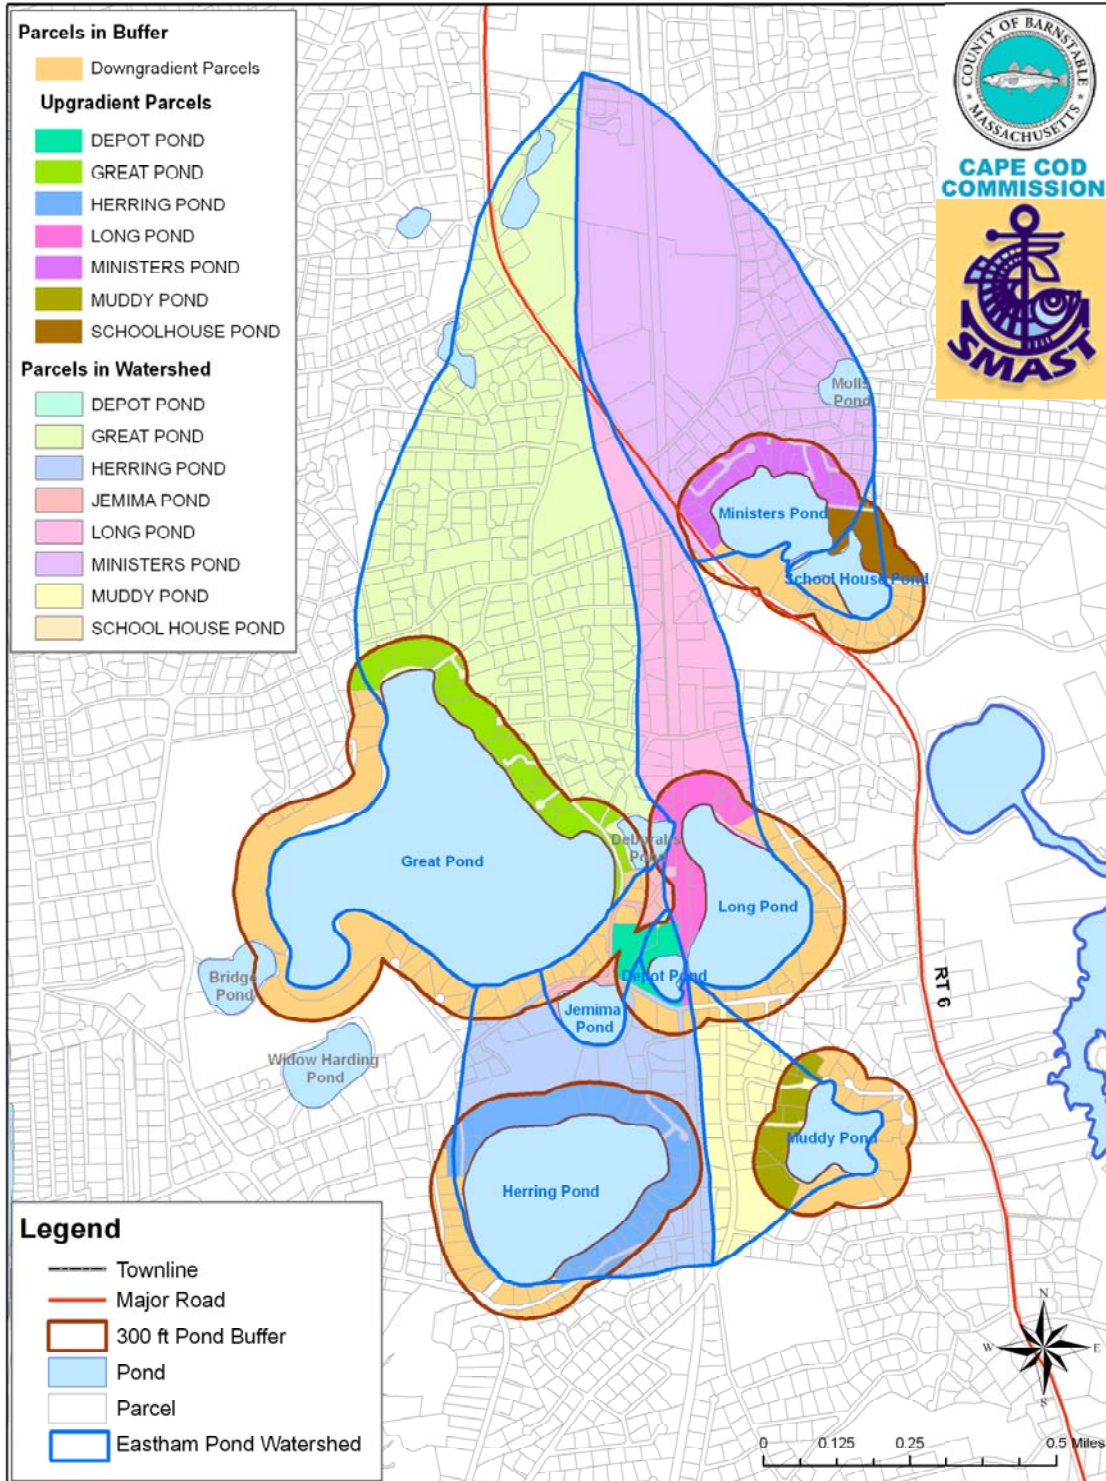 Parcels in Buffer
Downgradient Parcels
Upgradient Parcels
DEPOT POND
GREAT POND
HERRING POND
LONG POND
MINISTERS POND
MUDDY POND
SCHOOLHOUSE POND
Parcels in Watershed
DEPOT POND
GREAT POND
HERRING POND
JEMIMA POND
LONG POND
MINISTERS POND
MUDDY POND
SCHOOL HOUSE POND
COUNTY OF BARNSTABLE
MASSACHUSETTS
CAPE COD
COMMISSION
SMAST
Molls
Pond
Ministers Pond
School House Pond
Great Pond
Deborahs
Pond
Long Pond
Depot Pond
Bridge
Pond
Jemima
Pond
Widow Harding
Pond
RT 6
Muddy Pond
Herring Pond
Legend
Townline
Major Road
300 ft Pond Buffer
Pond
Parcel
Eastham Pond Watershed
N
W
E
S
0 0.125 0.25 0.5 Miles